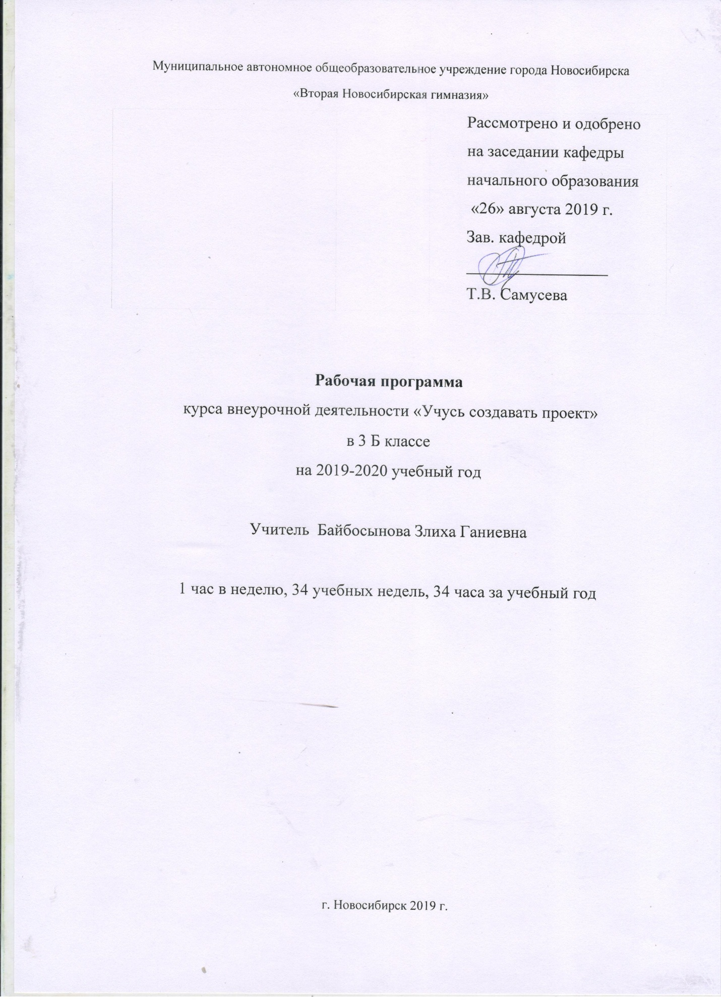 Муниципальное автономное общеобразовательное учреждение города Новосибирска
«Вторая Новосибирская гимназия»
Рассмотрено и одобрено
на заседании кафедры
начального образования
«26» августа 2019 г.
Зав. кафедрой
Т.В. Самусева
Рабочая программа
курса внеурочной деятельности «Учусь создавать проект»
в 3 Б классе
на 2019-2020 учебный год
Учитель Байбосынова Злиха Ганиевна
1 час в неделю, 34 учебных недель, 34 часа за учебный год
г. Новосибирск 2019 г.